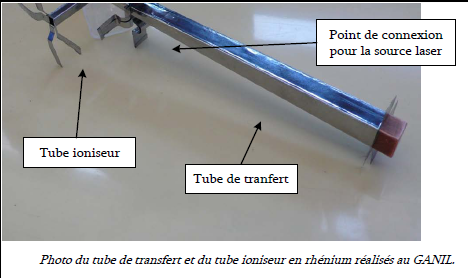 Point de connexion
pour la source laser
Tube ioniseur
Tube de tranfert
Photo du tube de transfert et du tube ioniseur en rhénium réalisés au GANIL.